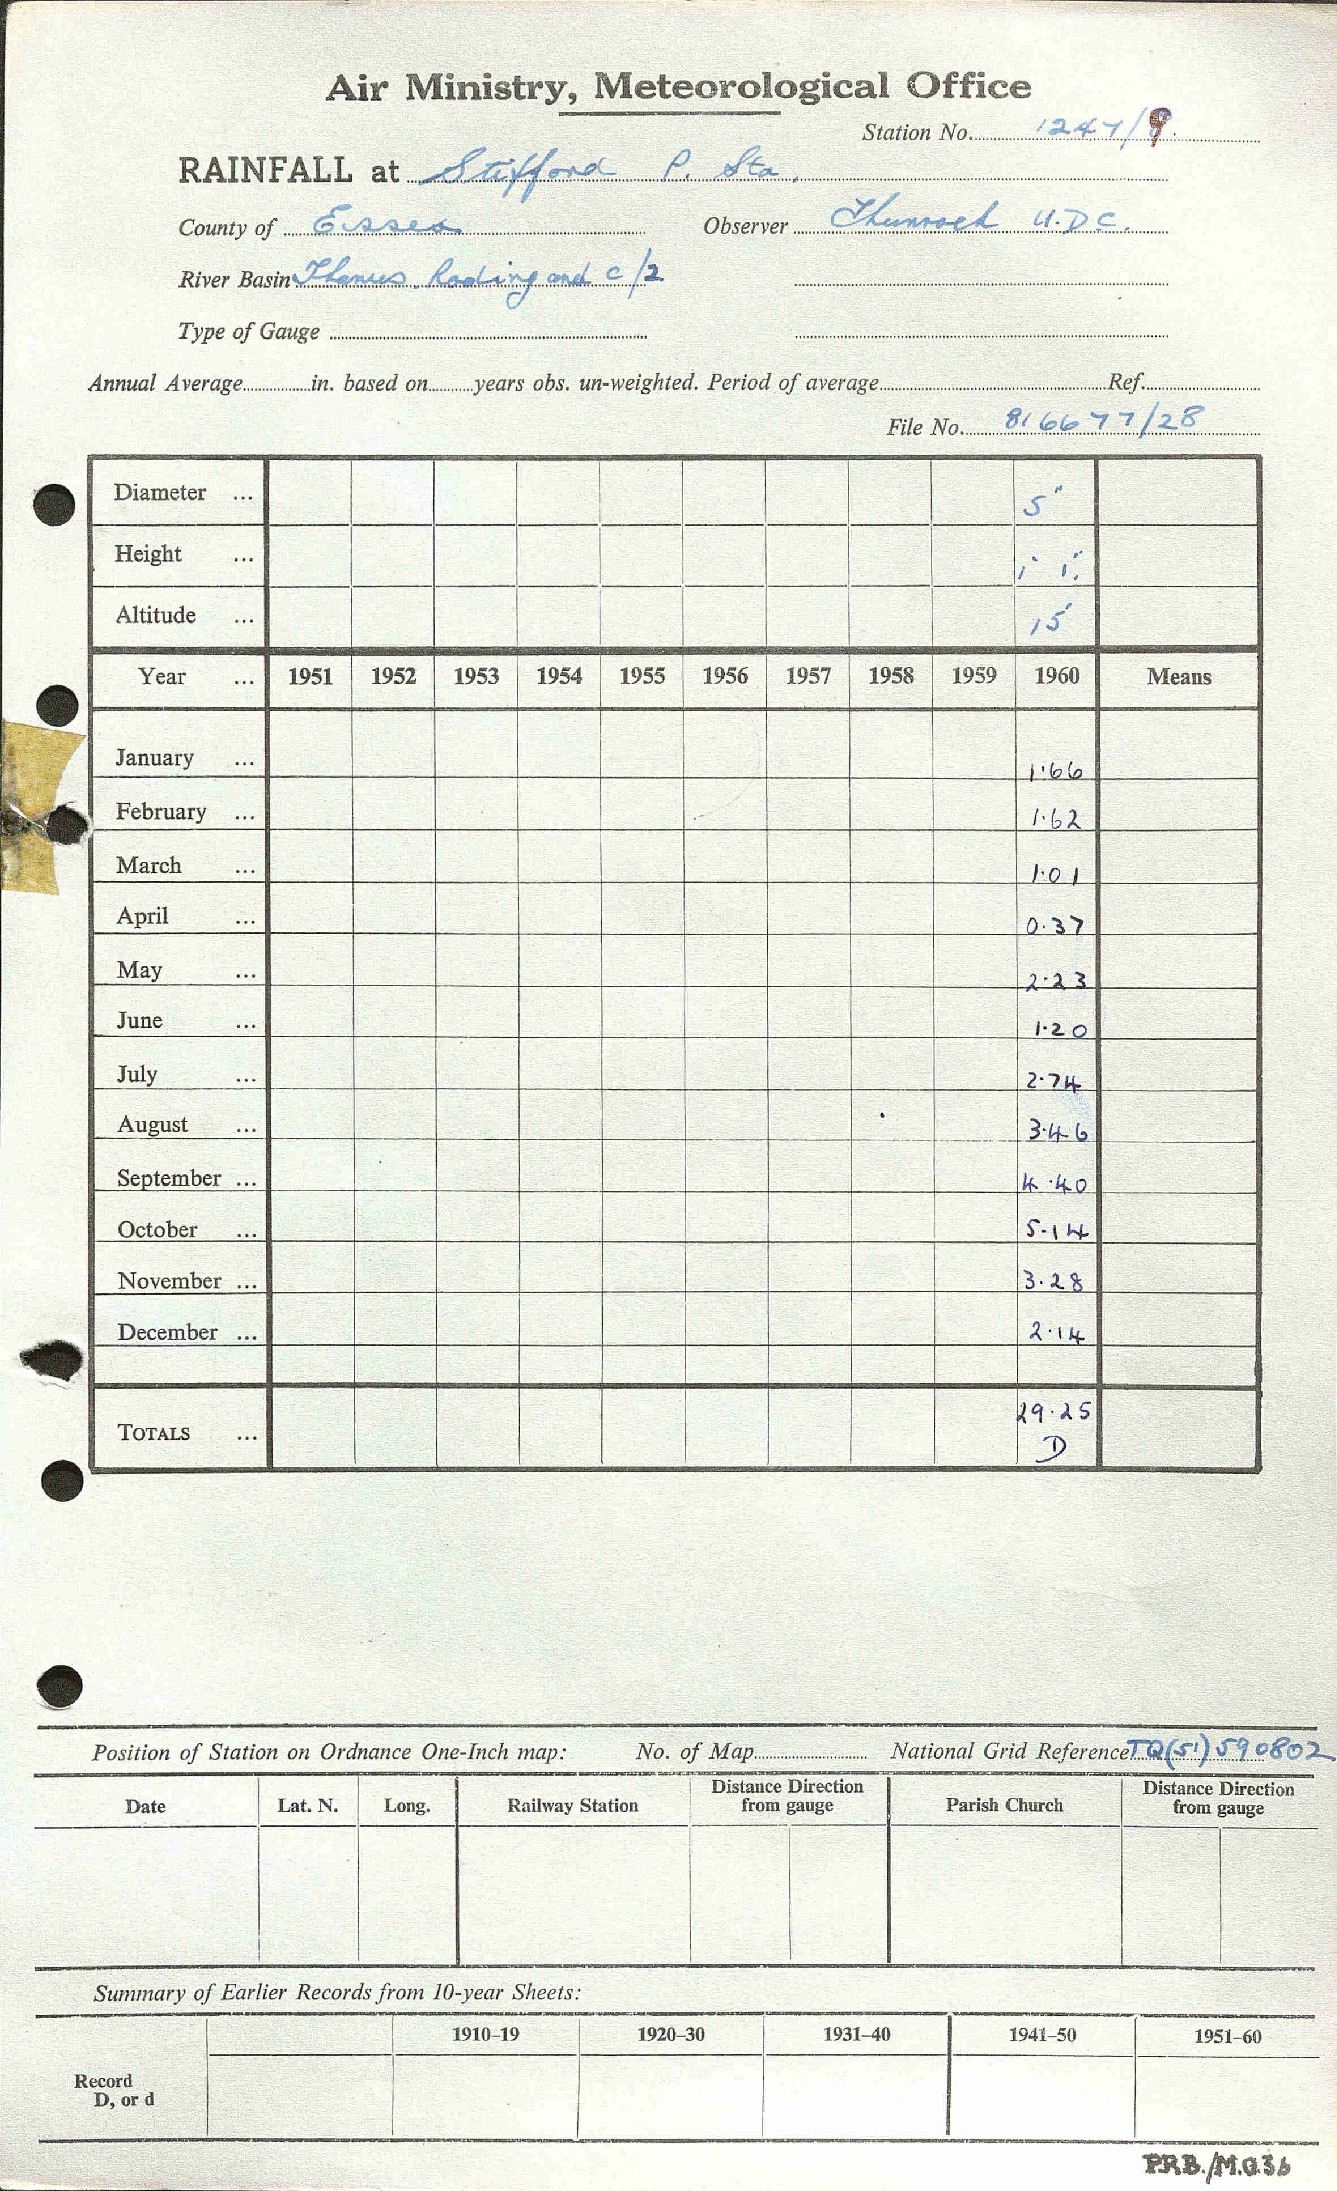 Air Ministry, Meteorological Office
Station No. 1247/9.
RAINFALL at Stifford P. Sta.
County of Essex Observer Thurrock U.D.C.
River Basin Thames. Roding and C/2
Type of Gauge
Annual Average in. based on years obs. un-weighted. Period of average Ref.
File No. 816677/28
Diameter ... 5"
Height ... 1' 1"
Altitude ... 15'
Year ... 1951 1952 1953 1954 1955 1956 1957 1958 1959 1960 Means
January ... 1.66
February ... 1.62
March ... 1.01
April ... 0.37
May ... 2.23
June ... 1.20
July ... 2.74
August ... 3.46
September ... 4.40
October ... 5.14
November ... 3.28
December ... 2.14
TOTALS ... 29.25
D
Position of Station on Ordnance One-Inch map: No. of Map National Grid Reference TQ(51)590802
Date Lat. N. Long. Railway Station Distance Direction from gauge Parish Church Distance Direction from gauge
Summary of Earlier Records from 10-year Sheets:
1910-19 1920-30 1931-40 1941-50 1951-60
Record
D, or d
P.R.B./M.O.36